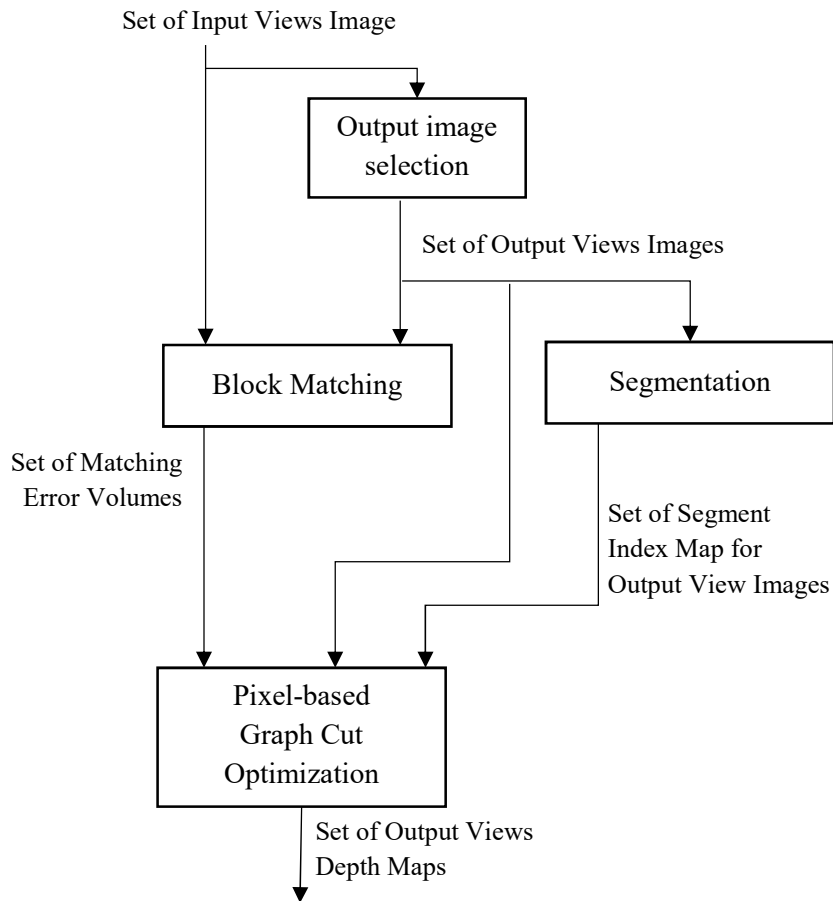 Set of Input Views Image
Output image
selection
Set of Output Views Images
Block Matching
Segmentation
Set of Matching
Error Volumes
Set of Segment
Index Map for
Output View Images
Pixel-based
Graph Cut
Optimization
Set of Output Views
Depth Maps